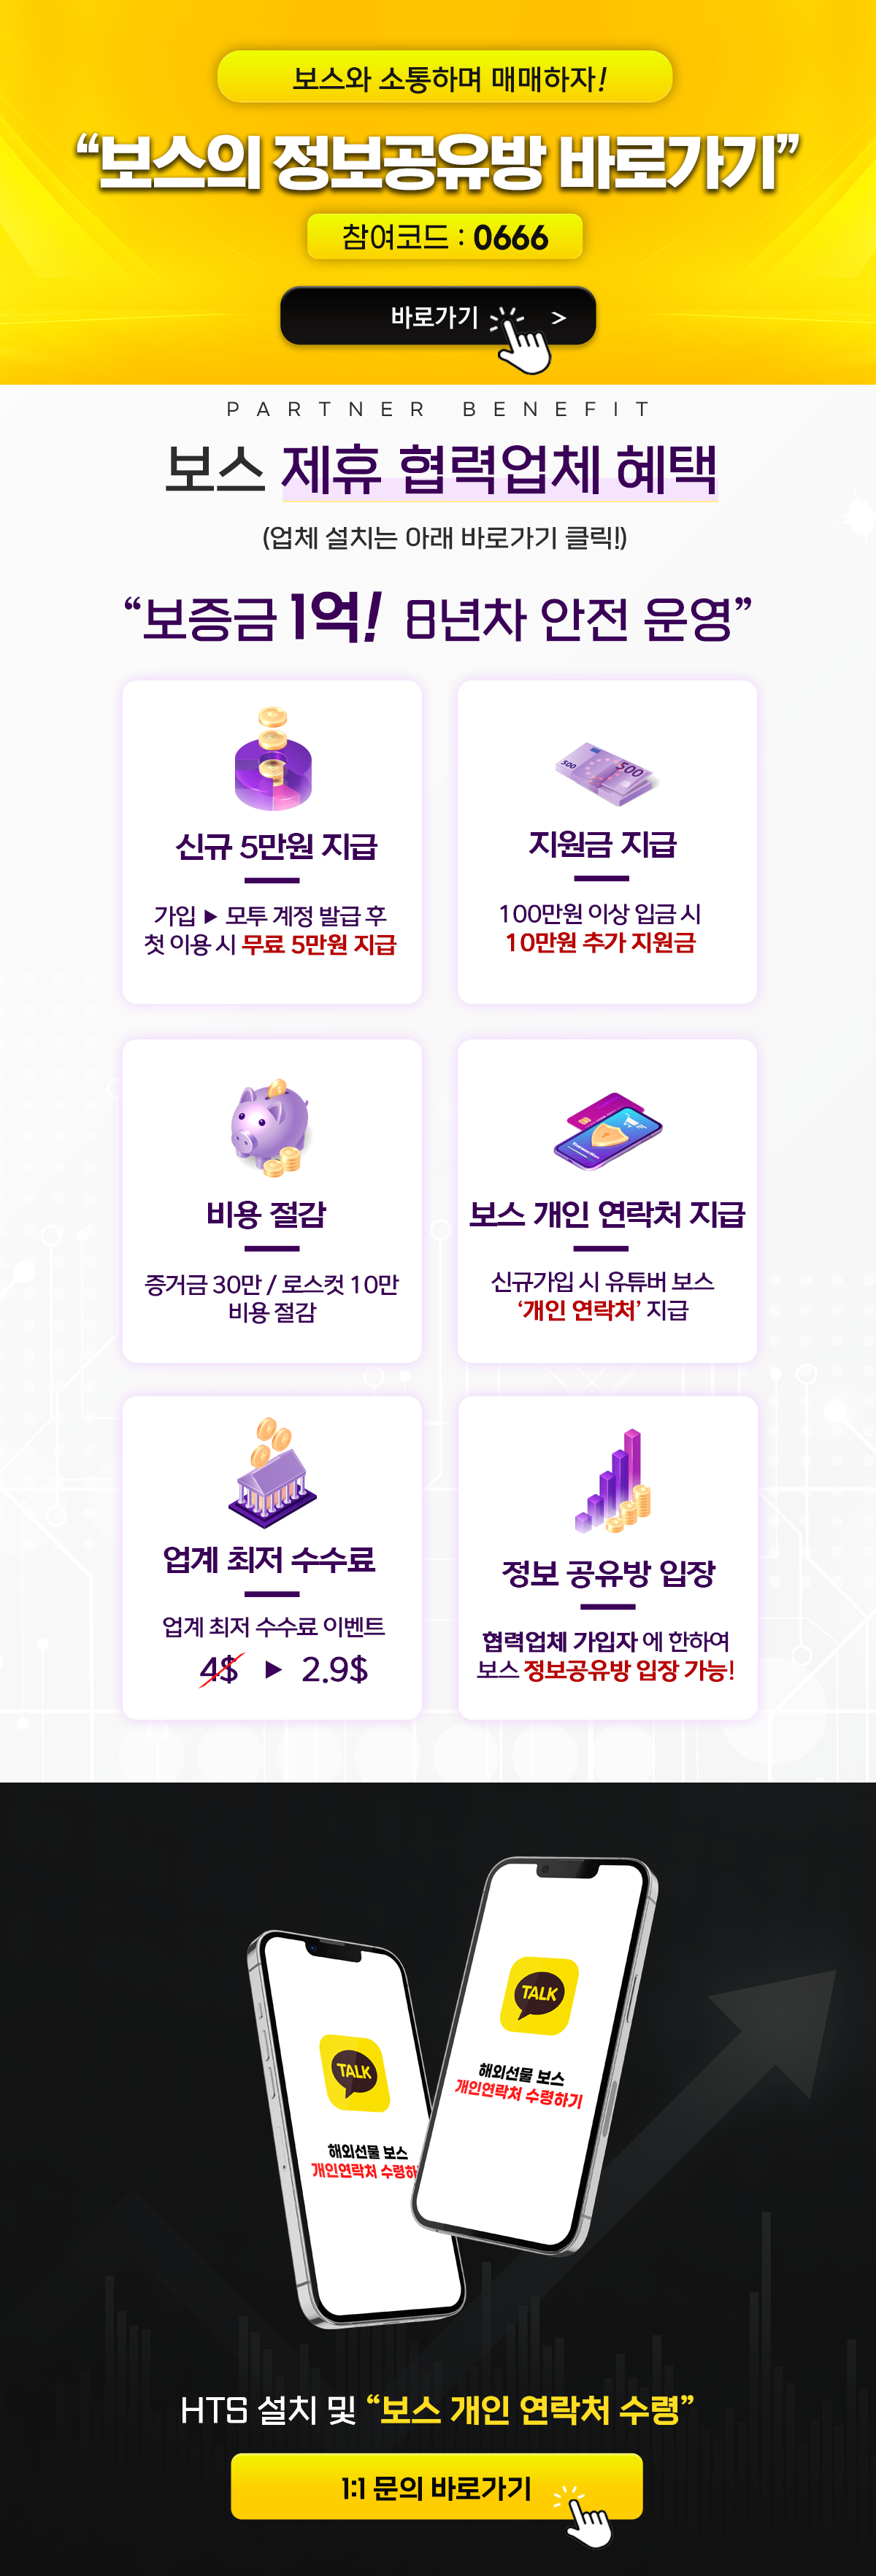 보스와 소통하며 매매하자!
“보스의 정보공유방 바로가기”
참여코드 : 0666
바로가기 >
PARTNER BENEFIT
보스 제휴 협력업체 혜택
(업체 설치는 아래 바로가기 클릭!)
“보증금 1억! 8년차 안전 운영”
신규 5만원 지급
가입 ▶ 모투 계정 발급 후
첫 이용 시 무료 5만원 지급
500
500
지원금 지급
100만원 이상 입금 시
10만원 추가 지원금
비용 절감
증거금 30만 / 로스컷 10만
비용 절감
보스 개인 연락처 지급
신규가입 시 유튜버 보스
‘개인 연락처’ 지급
업계 최저 수수료
업계 최저 수수료 이벤트
4$ ▶ 2.9$
정보 공유방 입장
협력업체 가입자 에 한하여
보스 정보공유방 입장 가능!
TALK
해외선물 보스
개인연락처 수령하기
TALK
해외선물 보스
개인연락처 수령하
HTS 설치 및 “보스 개인 연락처 수령”
1:1 문의 바로가기